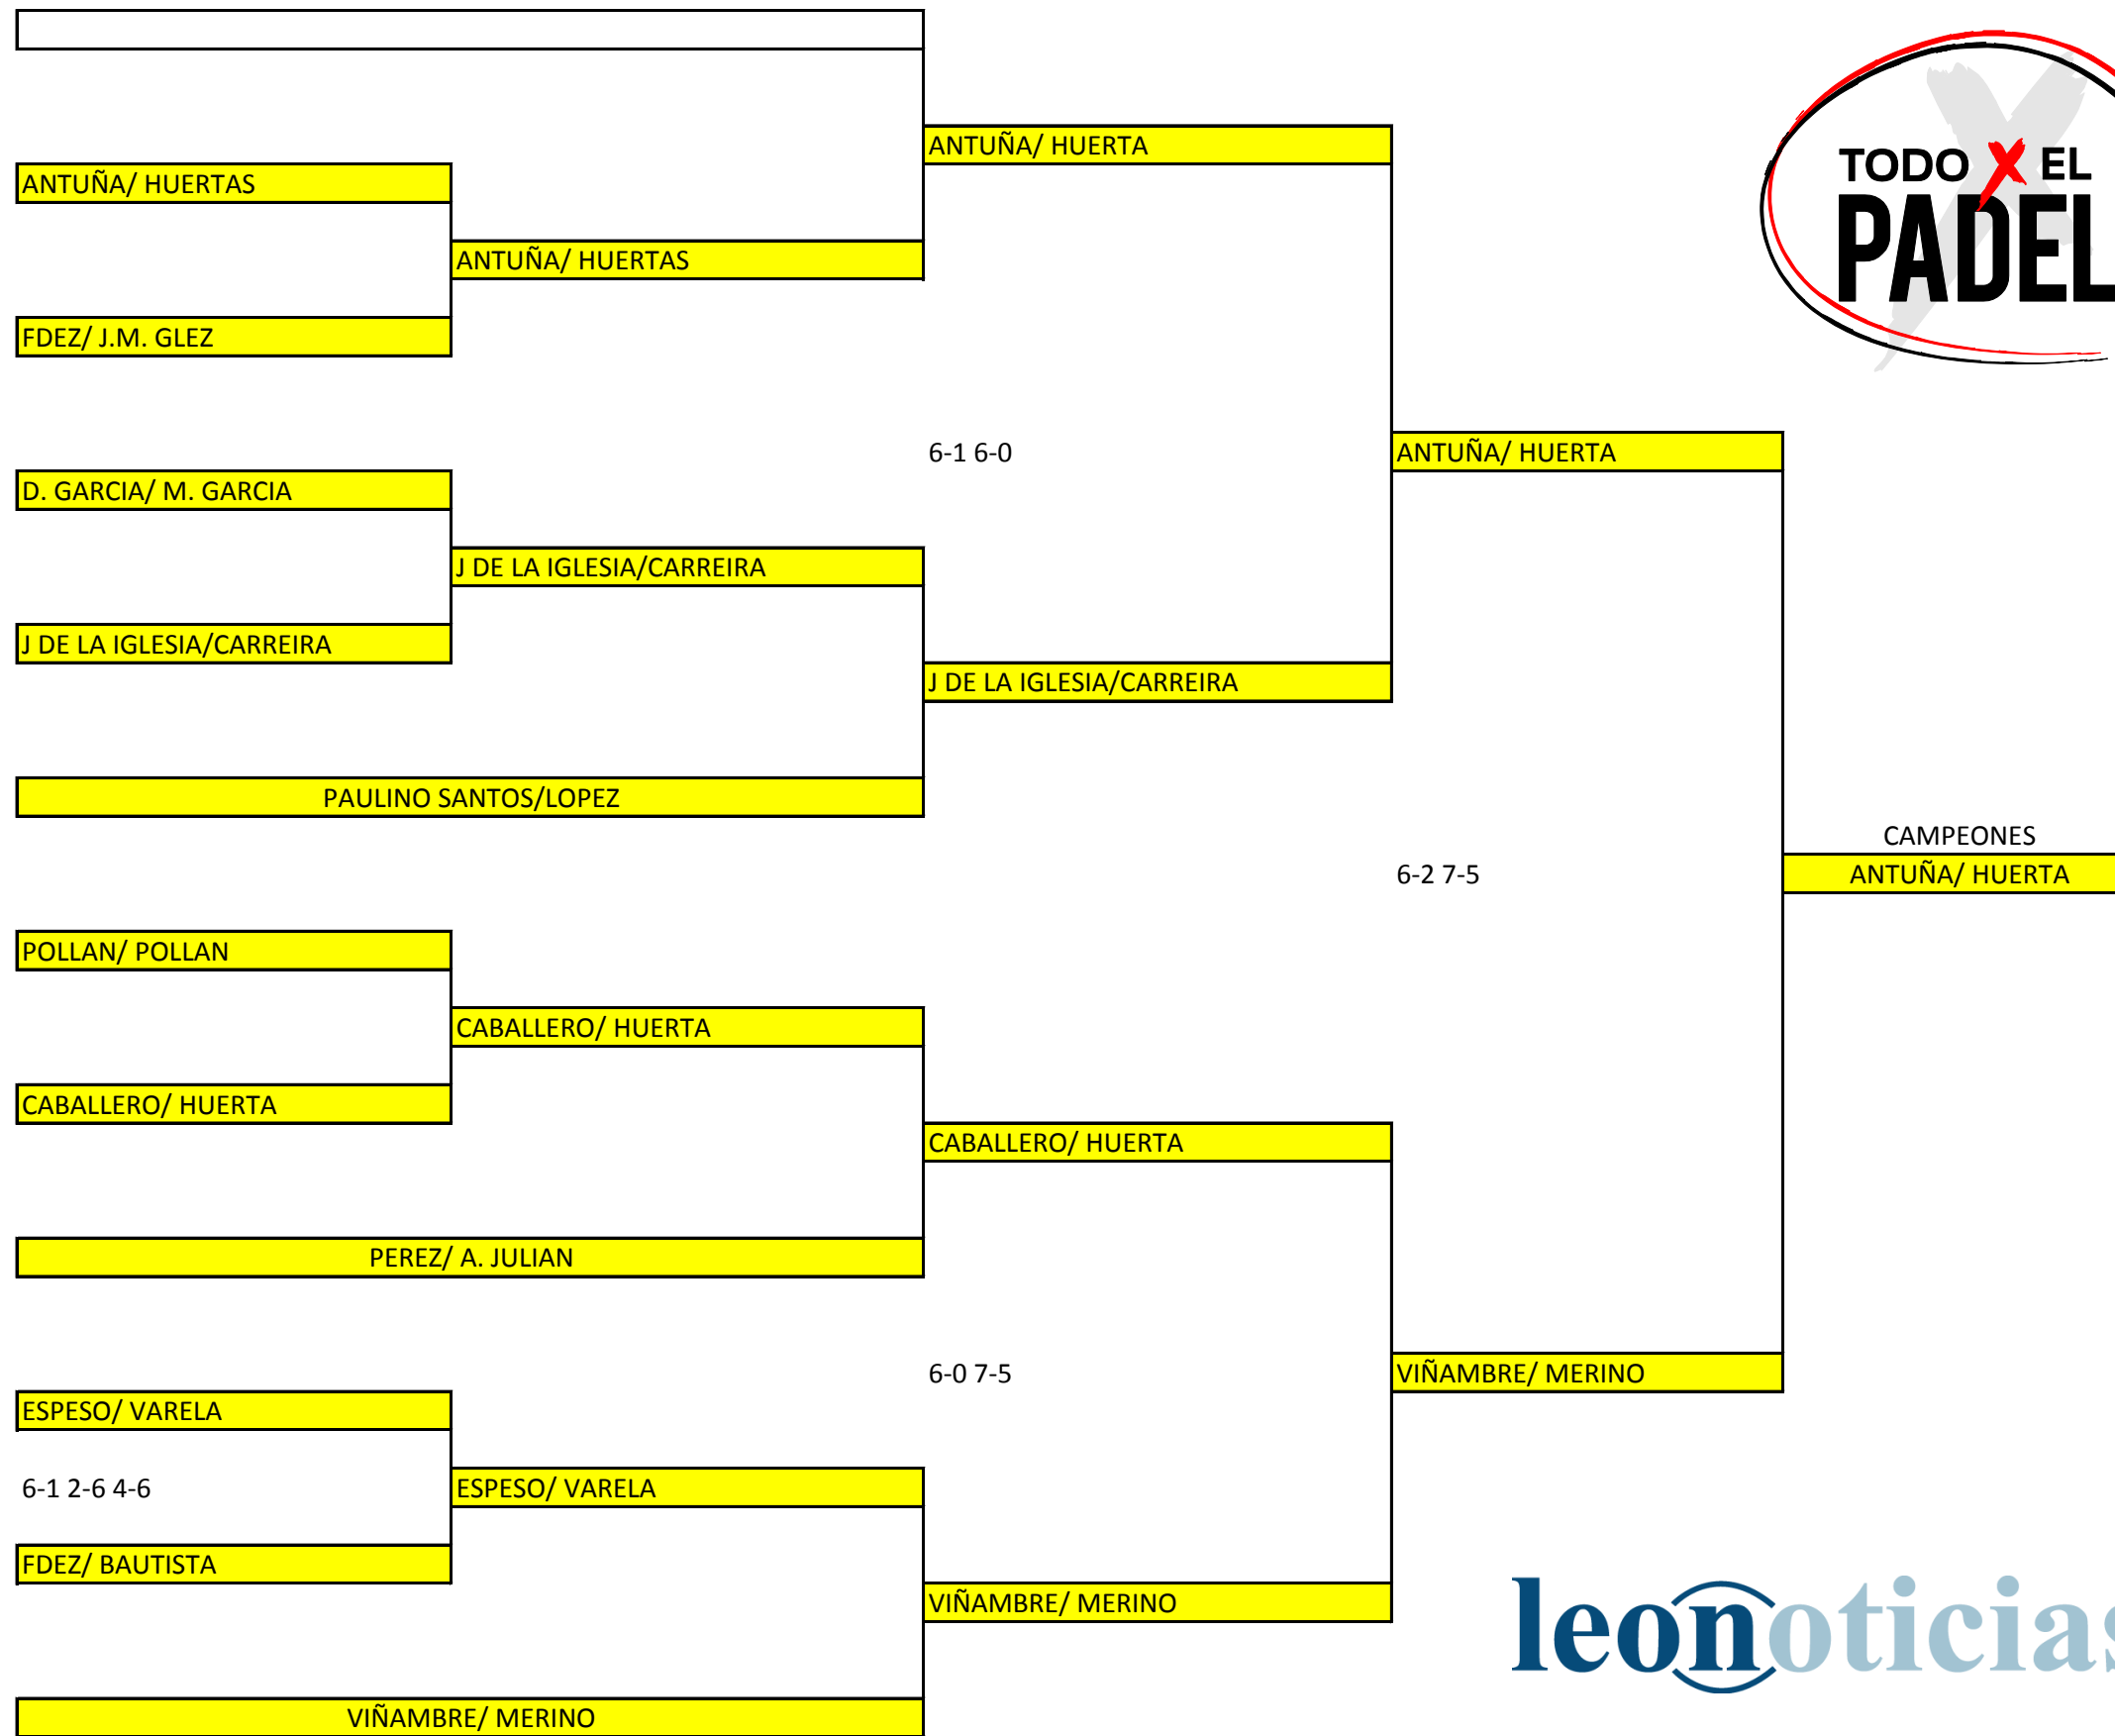 ANTUÑA/ HUERTA
TODO X EL
PADEL
ANTUÑA/ HUERTAS
ANTUÑA/ HUERTAS
FDEZ/ J.M. GLEZ
6-1 6-0
ANTUÑA/ HUERTA
D. GARCIA/ M. GARCIA
J DE LA IGLESIA/CARREIRA
J DE LA IGLESIA/CARREIRA
J DE LA IGLESIA/CARREIRA
PAULINO SANTOS/LOPEZ
CAMPEONES
6-2 7-5
ANTUÑA/ HUERTA
POLLAN/ POLLAN
CABALLERO/ HUERTA
CABALLERO/ HUERTA
CABALLERO/ HUERTA
PEREZ/ A. JULIAN
6-0 7-5
VIÑAMBRE/ MERINO
ESPESO/ VARELA
6-1 2-6 4-6
ESPESO/ VARELA
FDEZ/ BAUTISTA
VIÑAMBRE/ MERINO
leonoticias
VIÑAMBRE/ MERINO